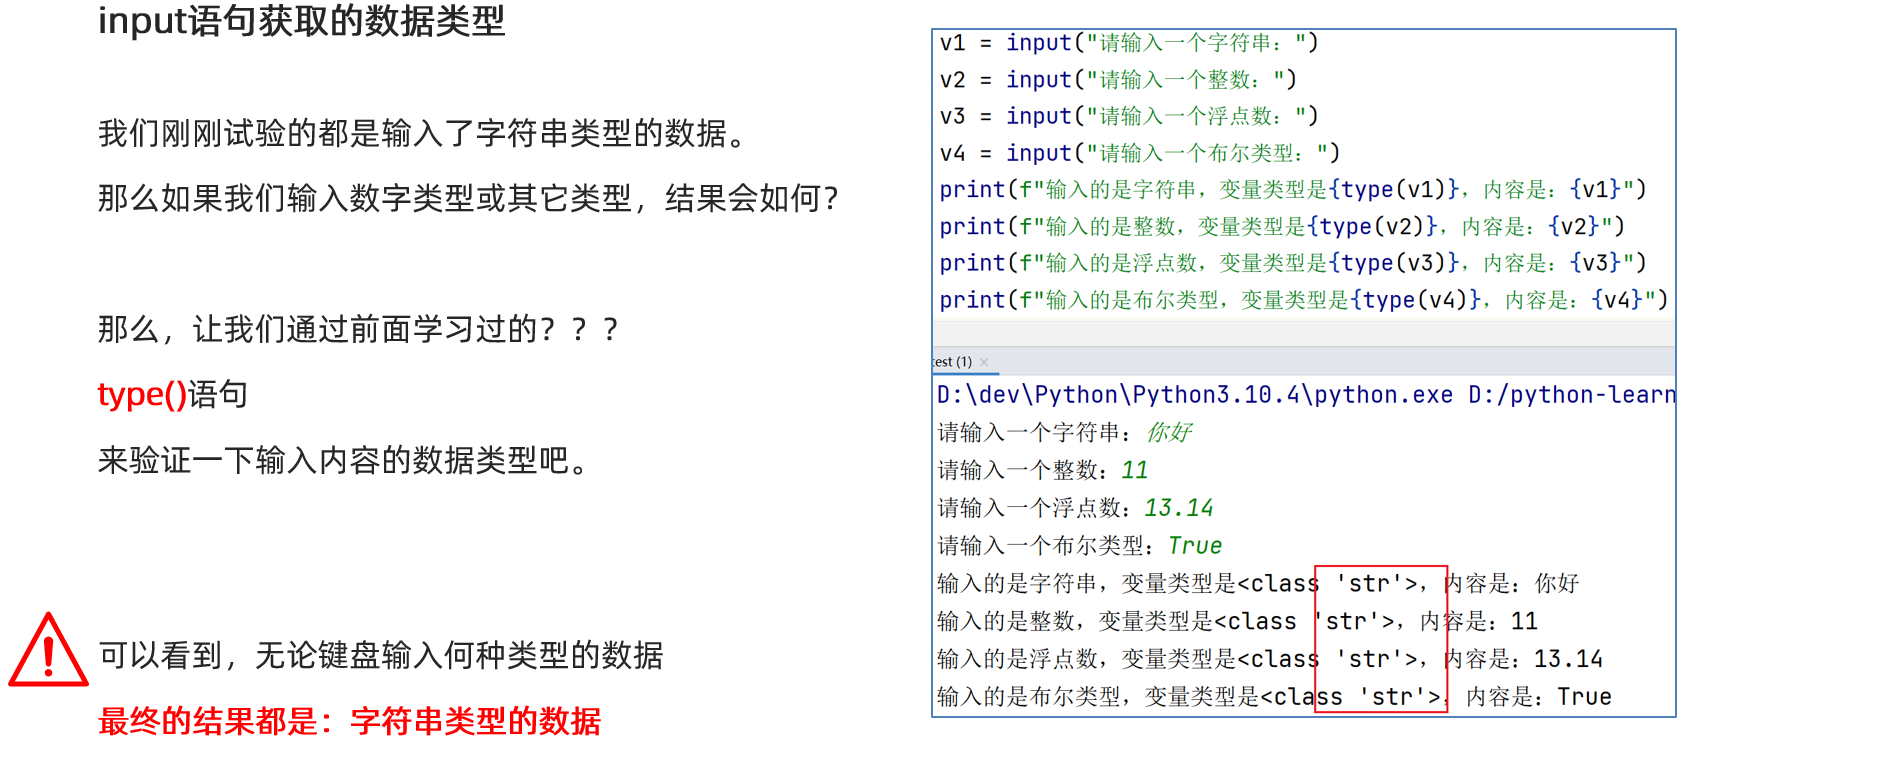 input语句获取的数据类型
我们刚刚试验的都是输入了字符串类型的数据。
那么如果我们输入数字类型或其它类型，结果会如何？
那么，让我们通过前面学习过的？？？
type()语句
来验证一下输入内容的数据类型吧。
可以看到，无论键盘输入何种类型的数据
最终的结果都是：字符串类型的数据
v1 = input("请输入一个字符串：")
v2 = input("请输入一个整数：")
v3 = input("请输入一个浮点数：")
v4 = input("请输入一个布尔类型：")
print(f"输入的是字符串，变量类型是{type(v1)}，内容是：{v1}")
print(f"输入的是整数，变量类型是{type(v2)}，内容是：{v2}")
print(f"输入的是浮点数，变量类型是{type(v3)}，内容是：{v3}")
print(f"输入的是布尔类型，变量类型是{type(v4)}，内容是：{v4}")
test (1) ×
D:\dev\Python\Python3.10.4\python.exe D:/python-learn
请输入一个字符串：你好
请输入一个整数：11
请输入一个浮点数：13.14
请输入一个布尔类型：True
输入的是字符串，变量类型是<class 'str'>，内容是：你好
输入的是整数，变量类型是<class 'str'>，内容是：11
输入的是浮点数，变量类型是<class 'str'>，内容是：13.14
输入的是布尔类型，变量类型是<class 'str'>，内容是：True